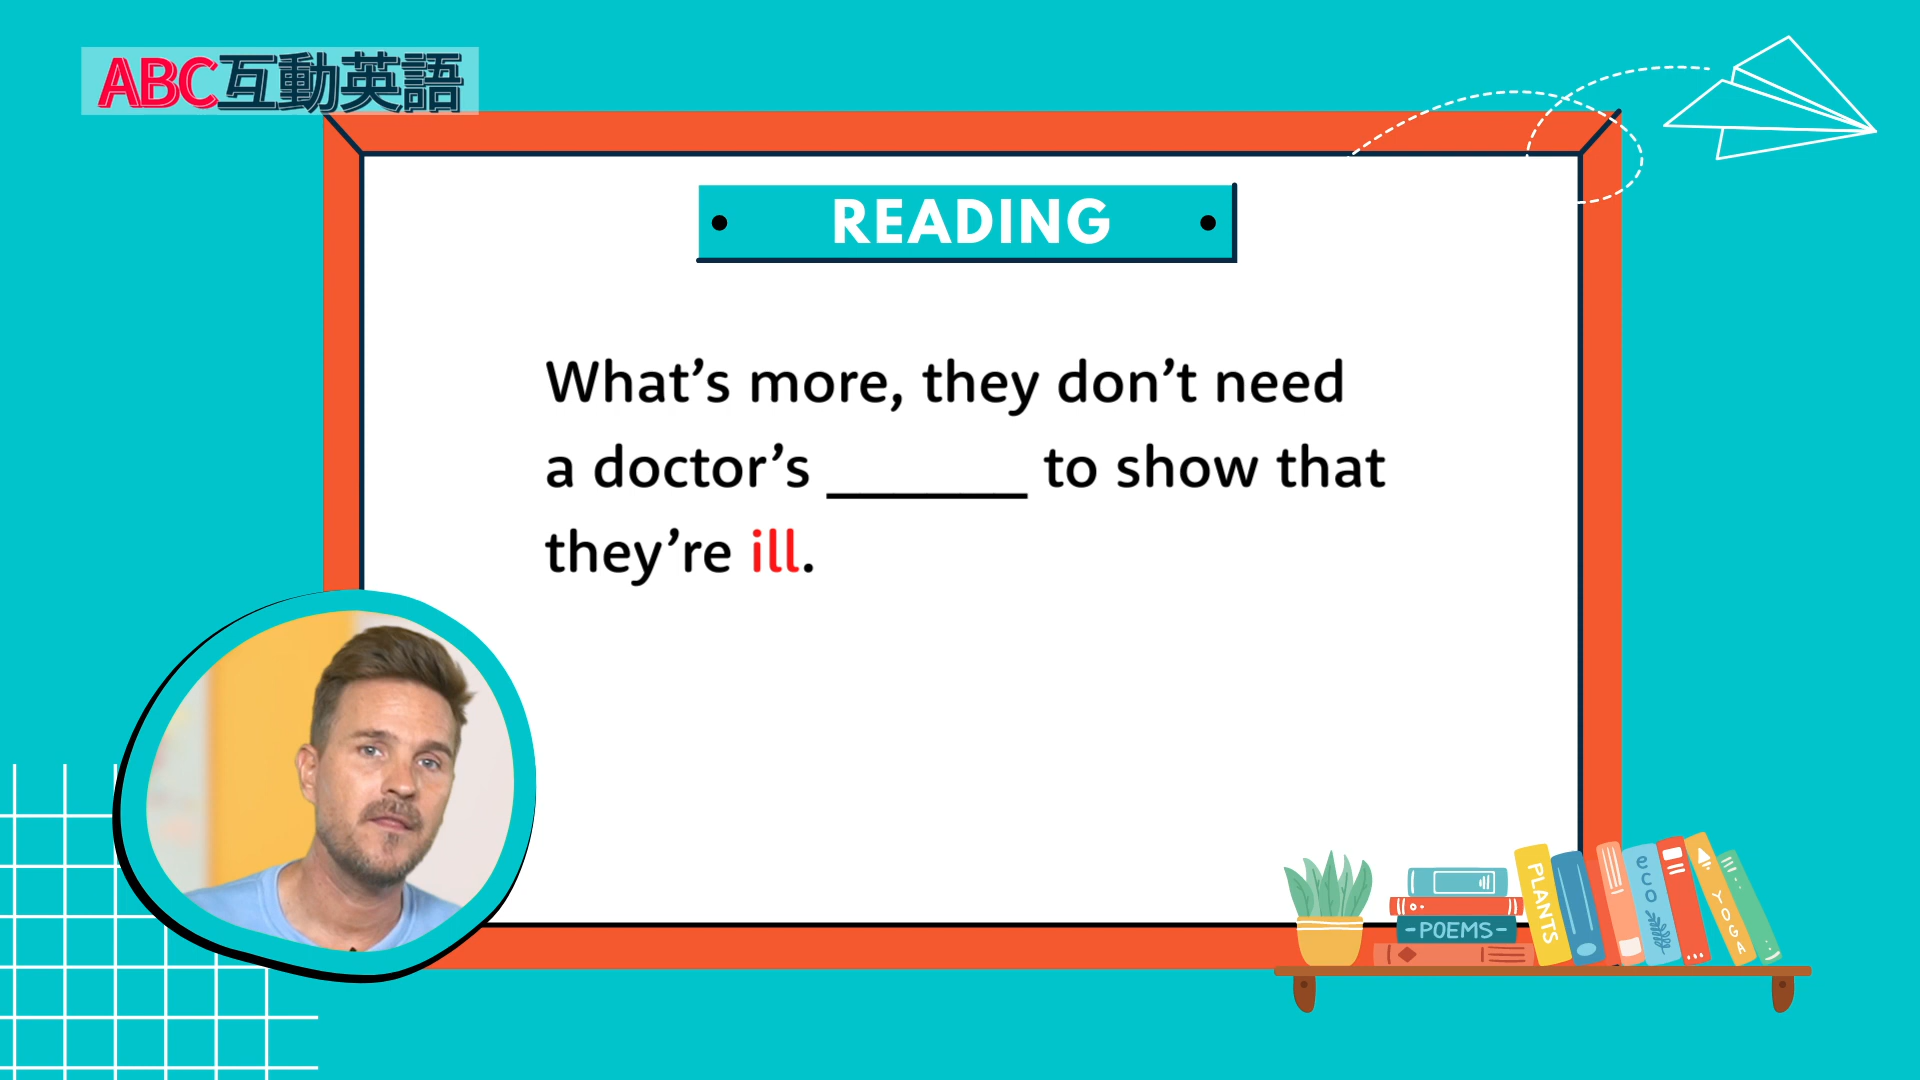 ABC互動英語
READING
What's more, they don't need
a doctor's _______ to show that
they're ill.
POEMS
PLANTS
eco
YOGA